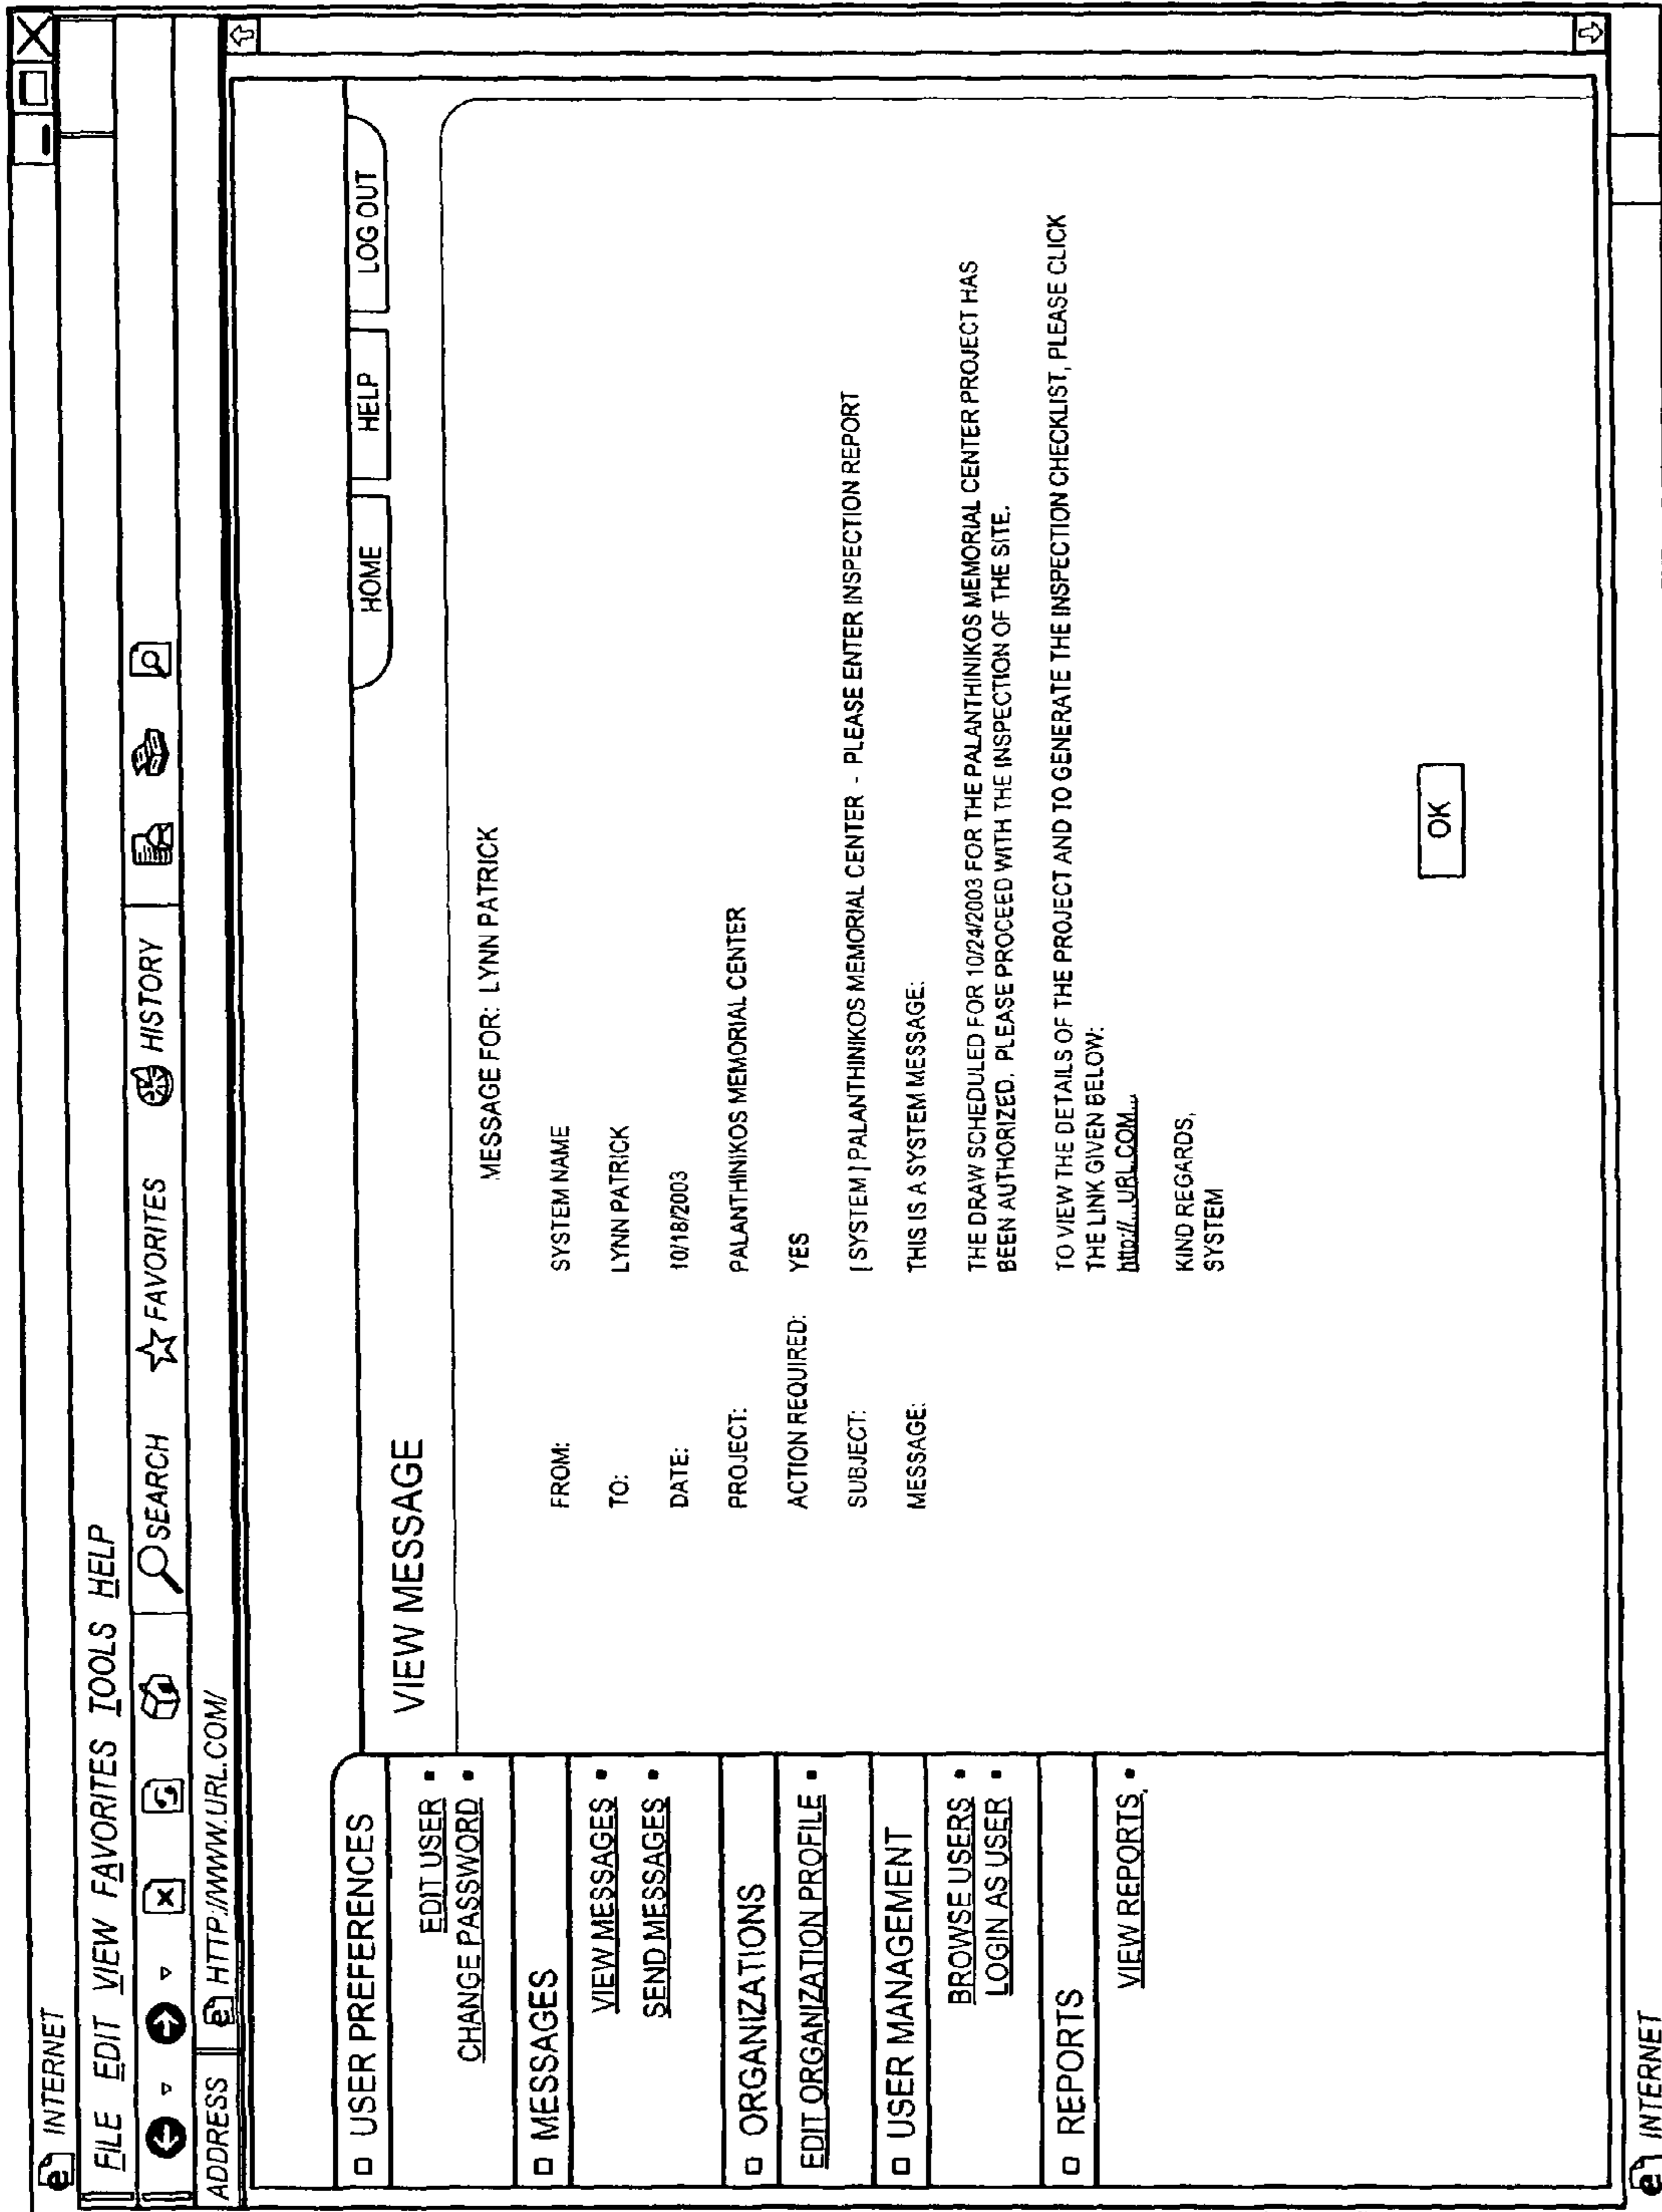 INTERNET
FILE EDIT VIEW FAVORITES TOOLS HELP
SEARCH FAVORITES HISTORY
ADDRESS HTTP://WWW.URL.COM/
HOME HELP LOG OUT
USER PREFERENCES
EDIT USER
CHANGE PASSWORD
MESSAGES
VIEW MESSAGES
SEND MESSAGES
ORGANIZATIONS
EDIT ORGANIZATION PROFILE
USER MANAGEMENT
BROWSE USERS
LOGIN AS USER
REPORTS
VIEW REPORTS
VIEW MESSAGE
MESSAGE FOR: LYNN PATRICK
FROM: SYSTEM NAME
TO: LYNN PATRICK
DATE: 10/18/2003
PROJECT: PALANTHINIKOS MEMORIAL CENTER
ACTION REQUIRED: YES
SUBJECT: [ SYSTEM ] PALANTHINIKOS MEMORIAL CENTER - PLEASE ENTER INSPECTION REPORT
MESSAGE: THIS IS A SYSTEM MESSAGE:
THE DRAW SCHEDULED FOR 10/24/2003 FOR THE PALANTHINIKOS MEMORIAL CENTER PROJECT HAS
BEEN AUTHORIZED. PLEASE PROCEED WITH THE INSPECTION OF THE SITE.
TO VIEW THE DETAILS OF THE PROJECT AND TO GENERATE THE INSPECTION CHECKLIST, PLEASE CLICK
THE LINK GIVEN BELOW:
http://...URL.COM...
KIND REGARDS,
SYSTEM
OK
INTERNET